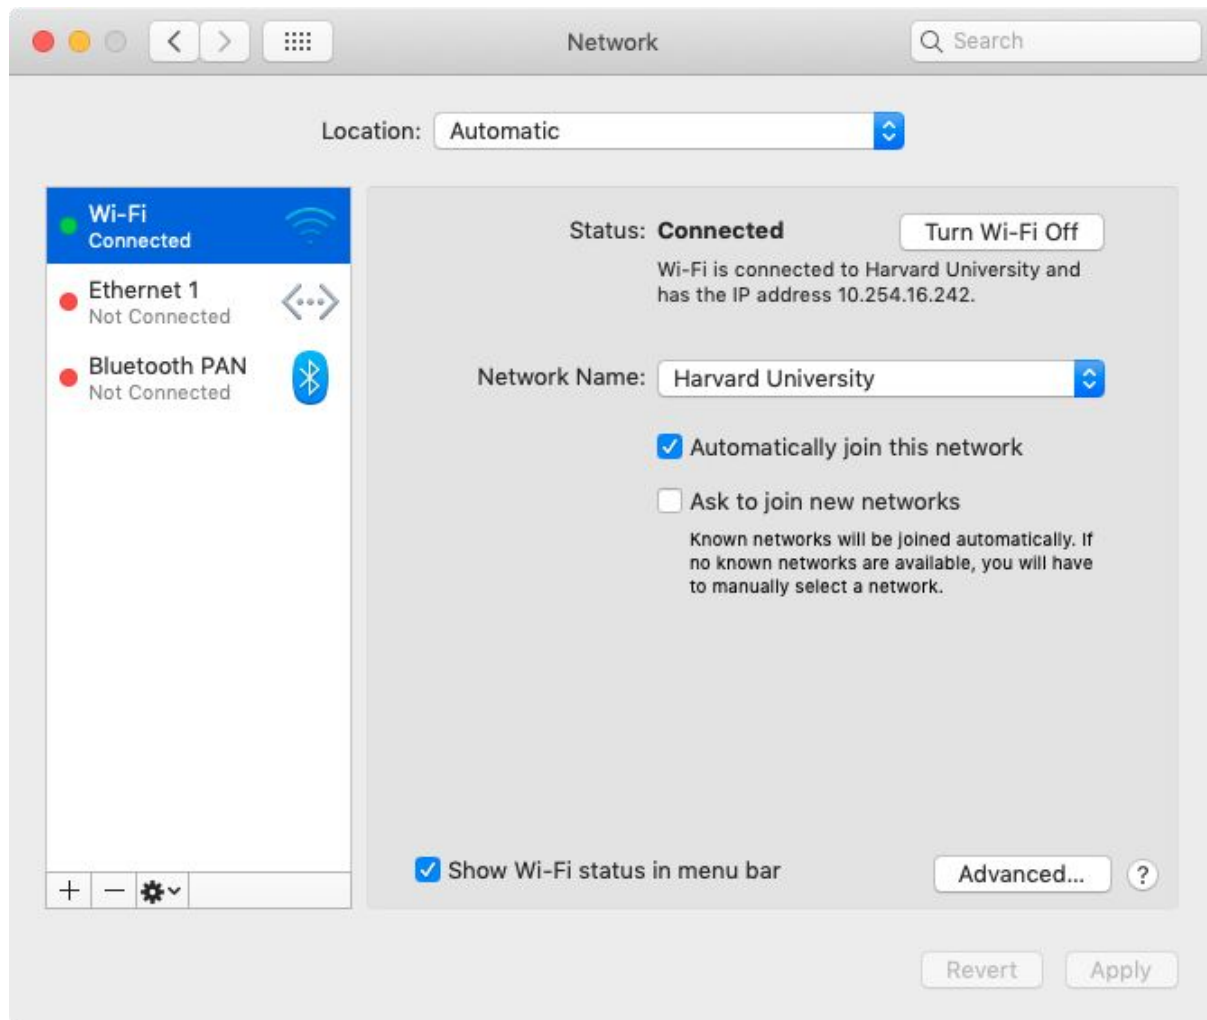 Network
Search
Location: Automatic
Wi-Fi
Connected
Ethernet 1
Not Connected
Bluetooth PAN
Not Connected
Status: Connected
Turn Wi-Fi Off
Wi-Fi is connected to Harvard University and
has the IP address 10.254.16.242.
Network Name: Harvard University
Automatically join this network
Ask to join new networks
Known networks will be joined automatically. If
no known networks are available, you will have
to manually select a network.
Show Wi-Fi status in menu bar
Advanced...
?
Revert
Apply